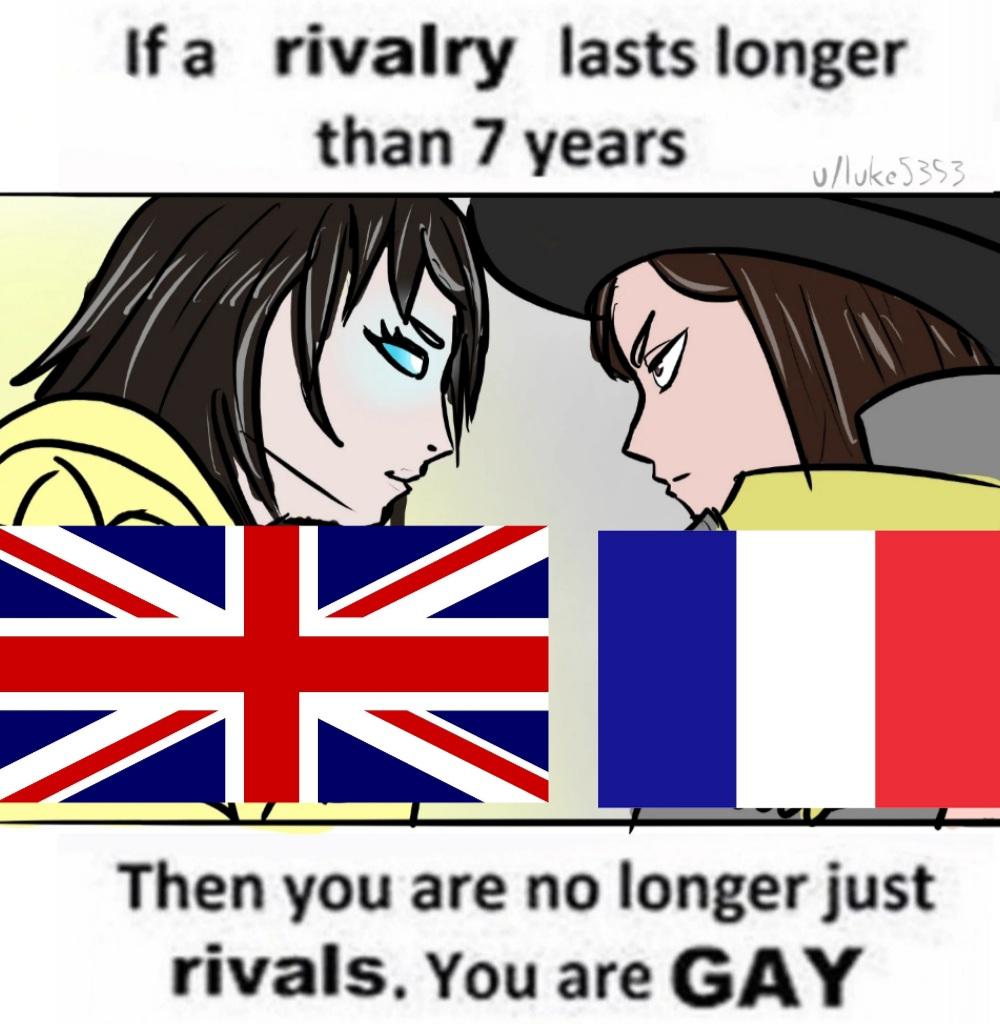 If a rivalry lasts longer
than 7 years
u/luke5353
Then you are no longer just
rivals. You are GAY